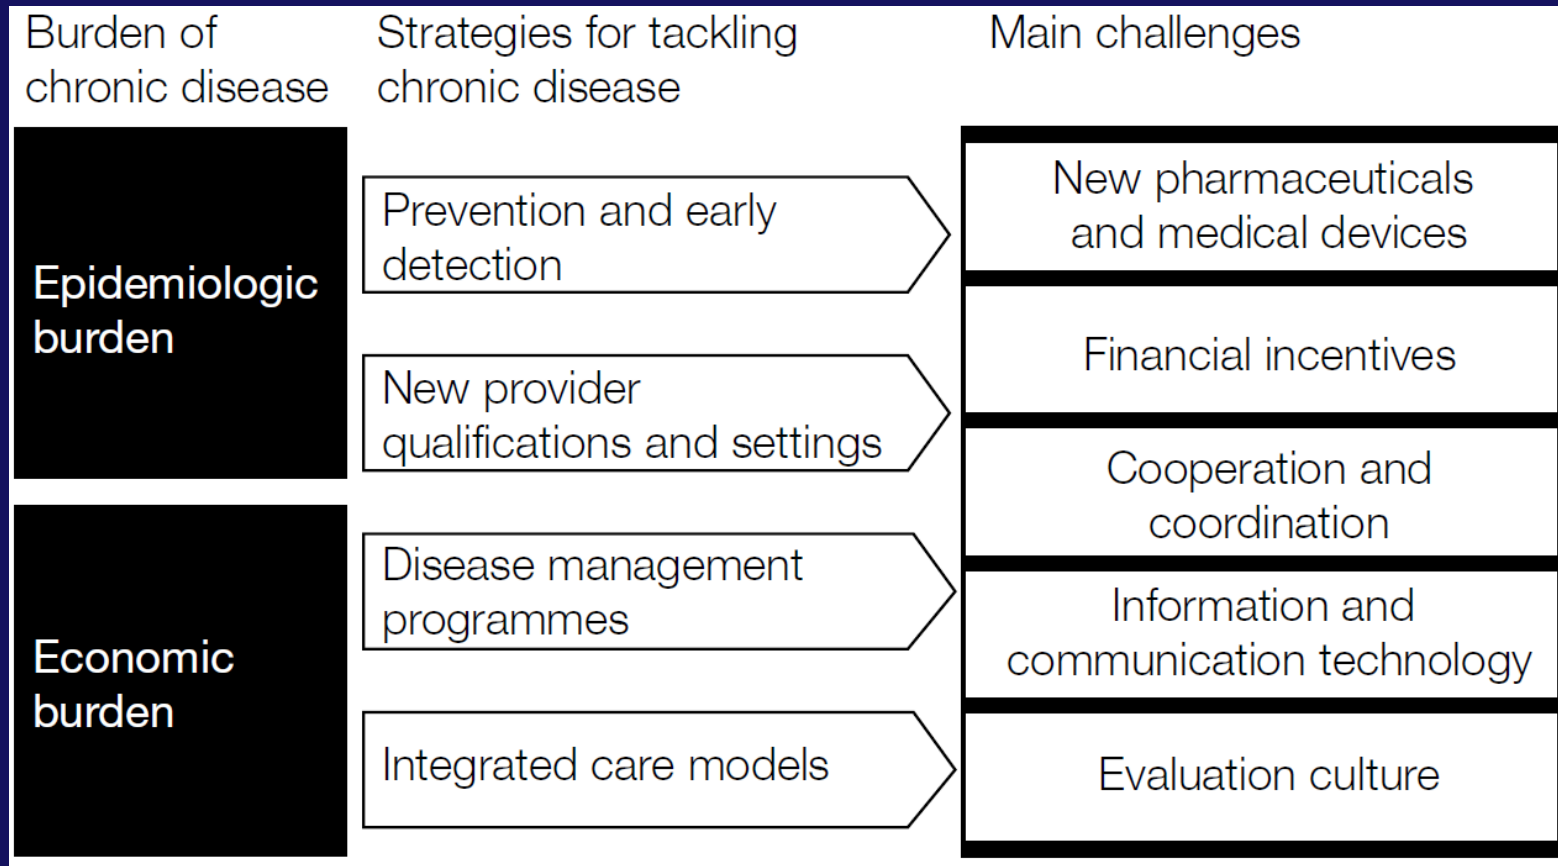 Burden of
chronic disease
Strategies for tackling
chronic disease
Main challenges
Epidemiologic
burden
Economic
burden
Prevention and early
detection
New provider
qualifications and settings
Disease management
programmes
Integrated care models
New pharmaceuticals
and medical devices
Financial incentives
Cooperation and
coordination
Information and
communication technology
Evaluation culture